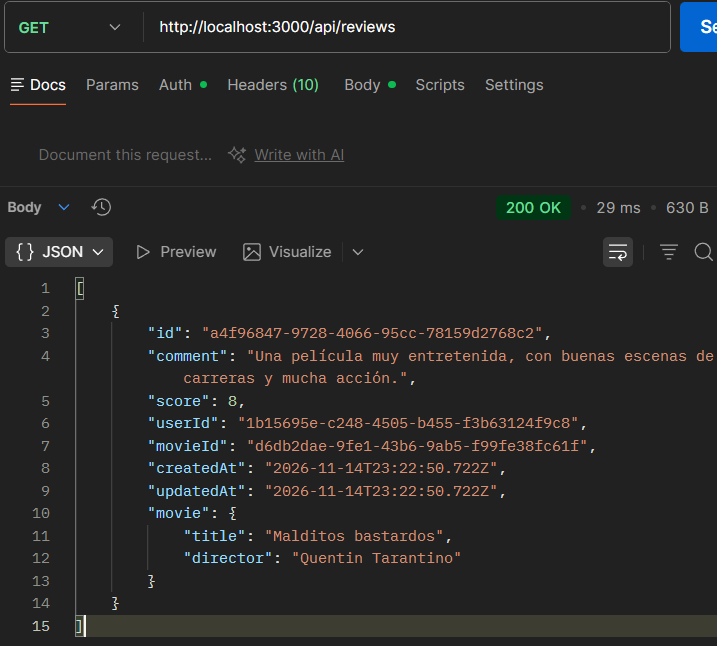 GET http://localhost:3000/api/reviews Se
Docs Params Auth Headers (10) Body Scripts Settings
Document this request... Write with AI
Body 200 OK 29 ms 630 B
{} JSON Preview Visualize
1 [
2 {
3 "id": "a4f96847-9728-4066-95cc-78159d2768c2",
4 "comment": "Una película muy entretenida, con buenas escenas de
carreras y mucha acción.",
5 "score": 8,
6 "userId": "1b15695e-c248-4505-b455-f3b63124f9c8",
7 "movieId": "d6db2dae-9fe1-43b6-9ab5-f99fe38fc61f",
8 "createdAt": "2026-11-14T23:22:50.722Z",
9 "updatedAt": "2026-11-14T23:22:50.722Z",
10 "movie": {
11 "title": "Malditos bastardos",
12 "director": "Quentin Tarantino"
13 }
14 }
15 ]